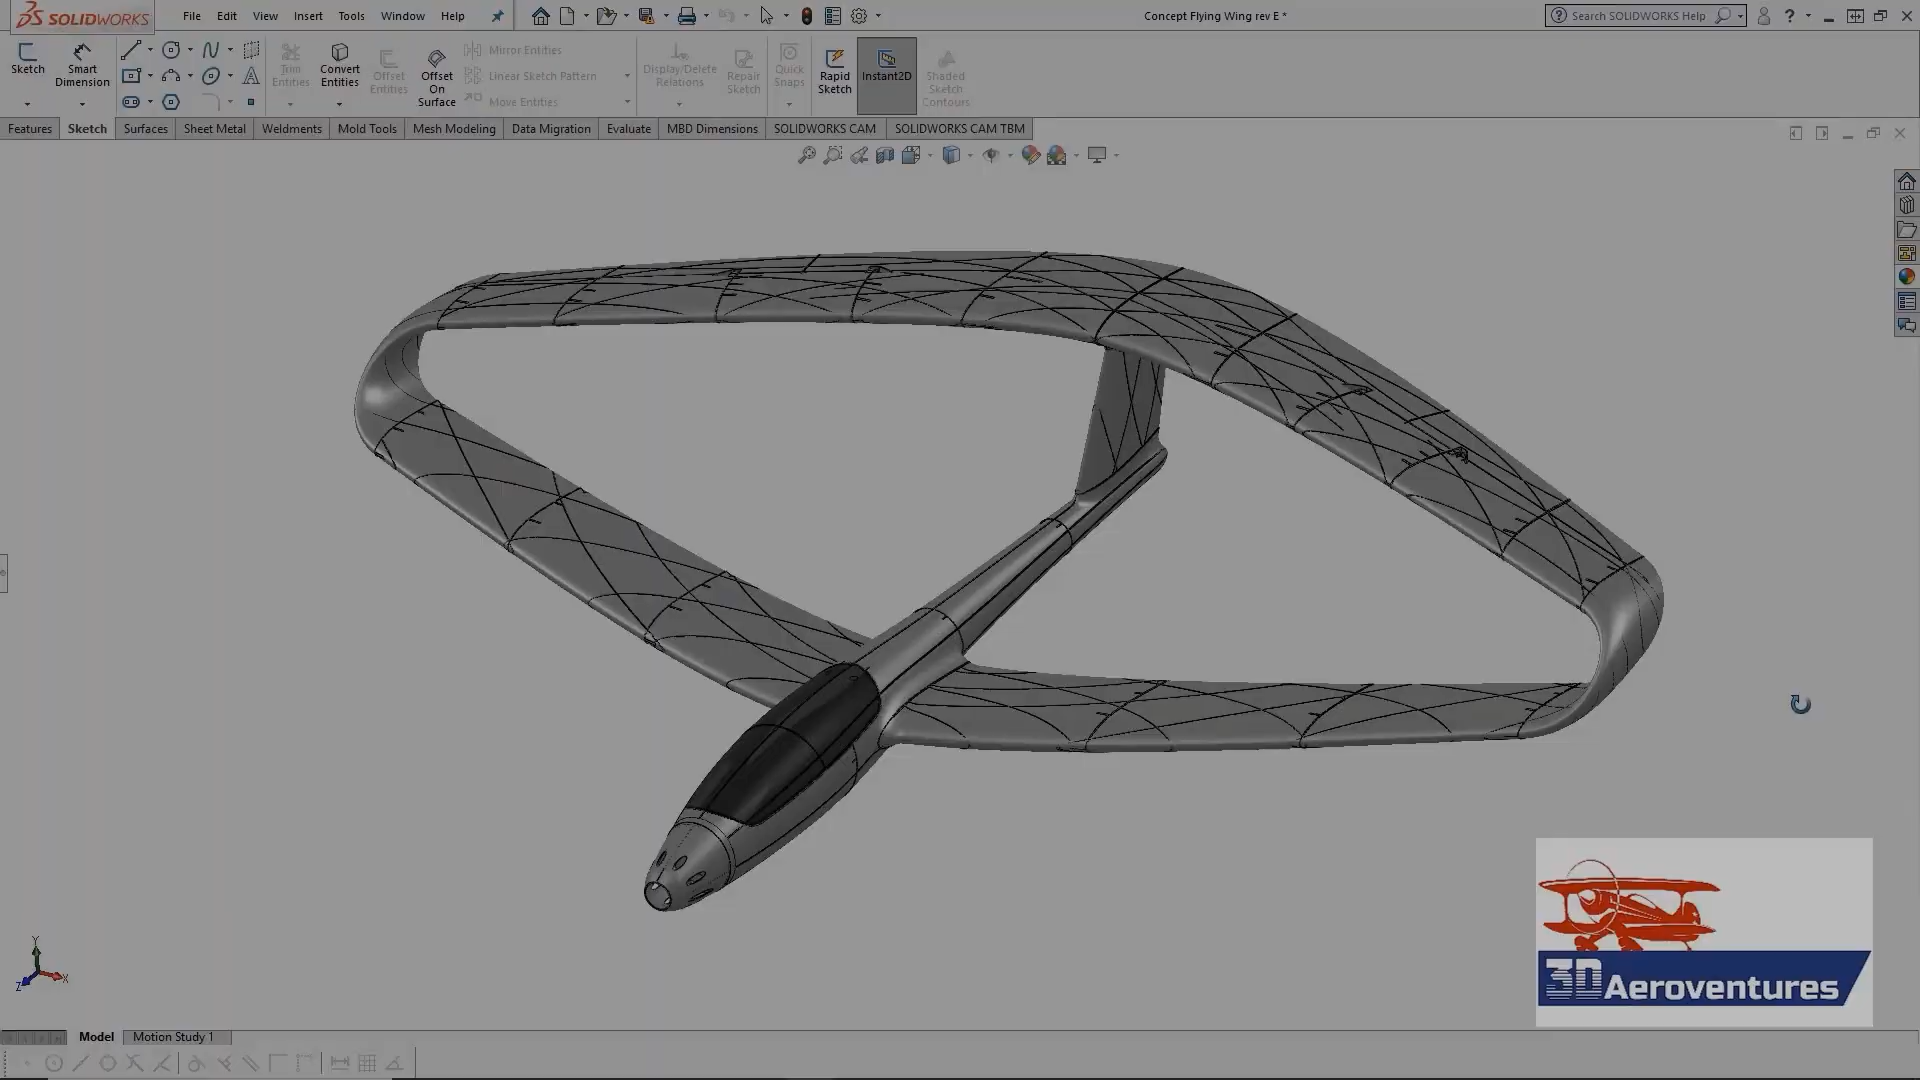 SOLIDWORKS
File Edit View Insert Tools Window Help
Concept Flying Wing rev E *
Search SOLIDWORKS Help
Sketch
Smart Dimension
Trim Entities
Convert Entities
Offset Entities
Offset On Surface
Mirror Entities
Linear Sketch Pattern
Move Entities
Display/Delete Relations
Repair Sketch
Quick Snaps
Rapid Sketch
Instant2D
Shaded Sketch Contours
Features Sketch Surfaces Sheet Metal Weldments Mold Tools Mesh Modeling Data Migration Evaluate MBD Dimensions SOLIDWORKS CAM SOLIDWORKS CAM TBM
3D Aeroventures
Y
Z X
Model Motion Study 1